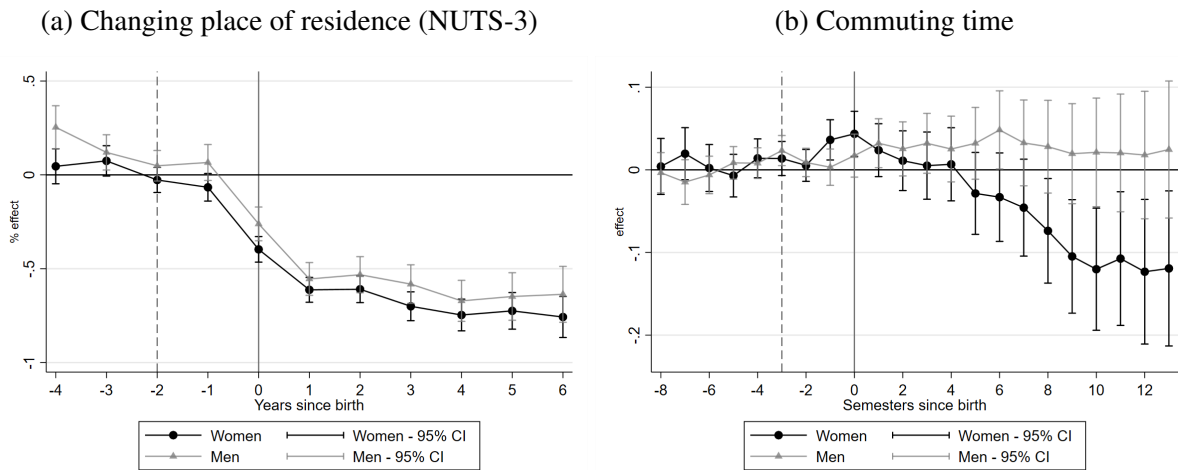 (a) Changing place of residence (NUTS-3)
.5
0
-.5
-1
% effect
-4 -3 -2 -1 0 1 2 3 4 5 6
Years since birth
Women Women - 95% CI
Men Men - 95% CI
(b) Commuting time
.1
0
-.1
-.2
effect
-8 -6 -4 -2 0 2 4 6 8 10 12
Semesters since birth
Women Women - 95% CI
Men Men - 95% CI